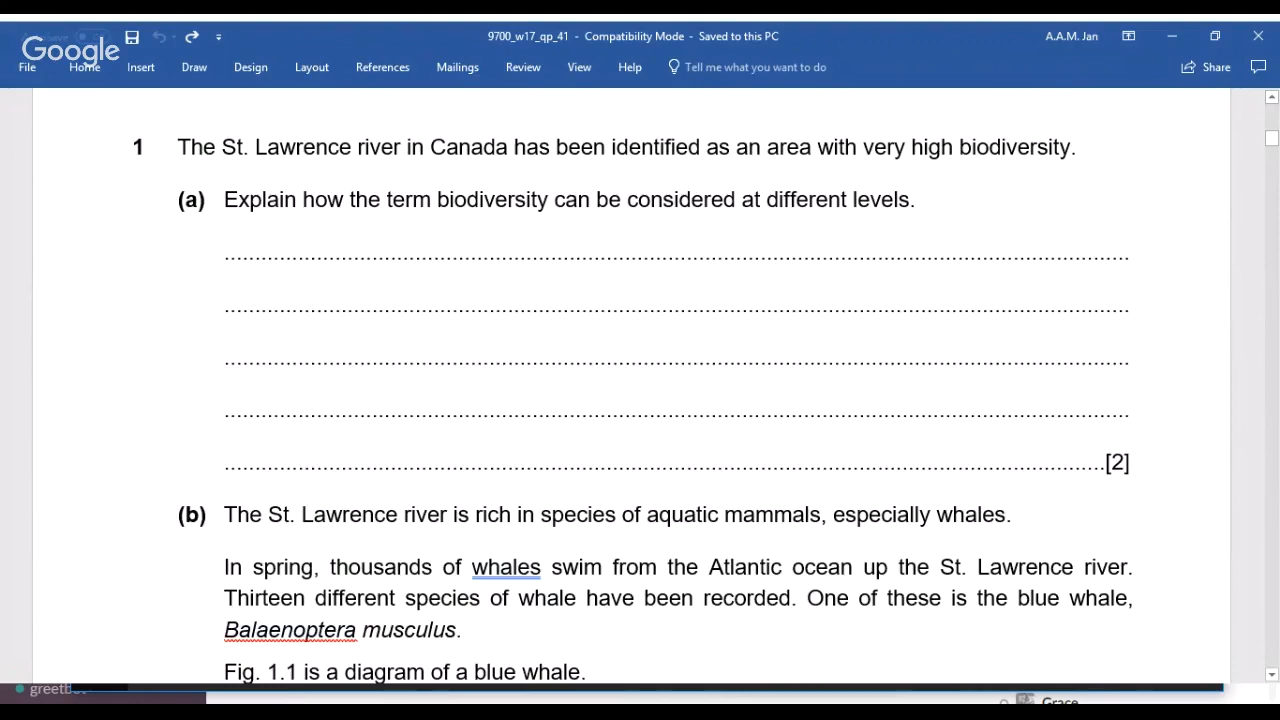 Google
9700_w17_qp_41 - Compatibility Mode - Saved to this PC
A.A.M. Jan
File Home Insert Draw Design Layout References Mailings Review View Help Tell me what you want to do Share
1 The St. Lawrence river in Canada has been identified as an area with very high biodiversity.
(a) Explain how the term biodiversity can be considered at different levels.
....................................................................................................................................................
....................................................................................................................................................
....................................................................................................................................................
....................................................................................................................................................
................................................................................................................................................[2]
(b) The St. Lawrence river is rich in species of aquatic mammals, especially whales.
In spring, thousands of whales swim from the Atlantic ocean up the St. Lawrence river.
Thirteen different species of whale have been recorded. One of these is the blue whale,
Balaenoptera musculus.
Fig. 1.1 is a diagram of a blue whale.
Grace